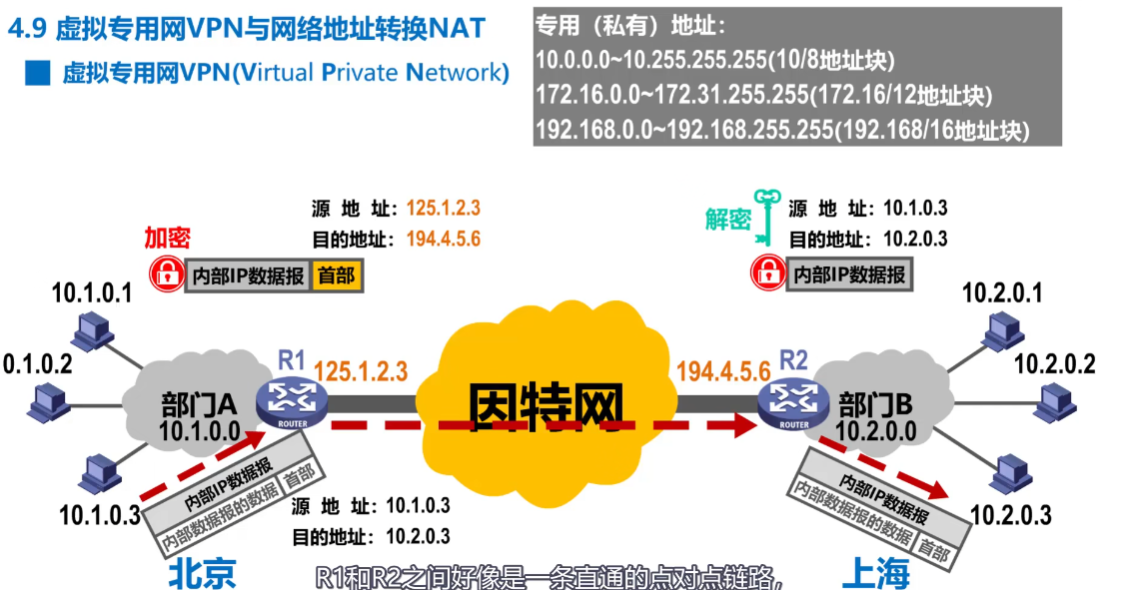 4.9 虚拟专用网VPN与网络地址转换NAT
虚拟专用网VPN(Virtual Private Network)
专用（私有）地址：
10.0.0.0~10.255.255.255(10/8地址块)
172.16.0.0~172.31.255.255(172.16/12地址块)
192.168.0.0~192.168.255.255(192.168/16地址块)
源 地 址：125.1.2.3
目的地址：194.4.5.6
加密
内部IP数据报 首部
解密
源 地 址：10.1.0.3
目的地址：10.2.0.3
内部IP数据报
10.1.0.1
0.1.0.2
10.1.0.3
部门A
10.1.0.0
R1
ROUTER
125.1.2.3
因特网
194.4.5.6
R2
ROUTER
部门B
10.2.0.0
10.2.0.1
10.2.0.2
10.2.0.3
内部IP数据报
内部数据报的数据 首部
源 地 址：10.1.0.3
目的地址：10.2.0.3
内部IP数据报
内部数据报的数据 首部
北京
上海
R1和R2之间好像是一条直通的点对点链路,